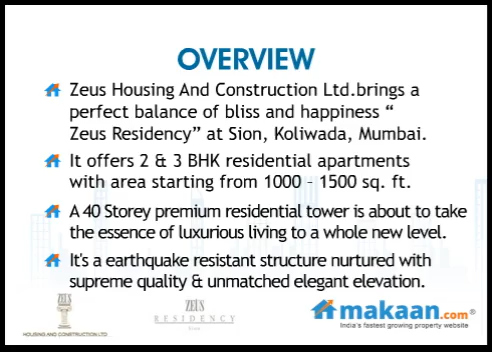 OVERVIEW
Zeus Housing And Construction Ltd.brings a
perfect balance of bliss and happiness “
Zeus Residency” at Sion, Koliwada, Mumbai.
It offers 2 & 3 BHK residential apartments
with area starting from 1000 – 1500 sq. ft.
A 40 Storey premium residential tower is about to take
the essence of luxurious living to a whole new level.
It's a earthquake resistant structure nurtured with
supreme quality & unmatched elegant elevation.
ZEUS
HOUSING AND CONSTRUCTION LTD
ZEUS
RESIDENCY
Sion
makaan.com®
India's fastest growing property website